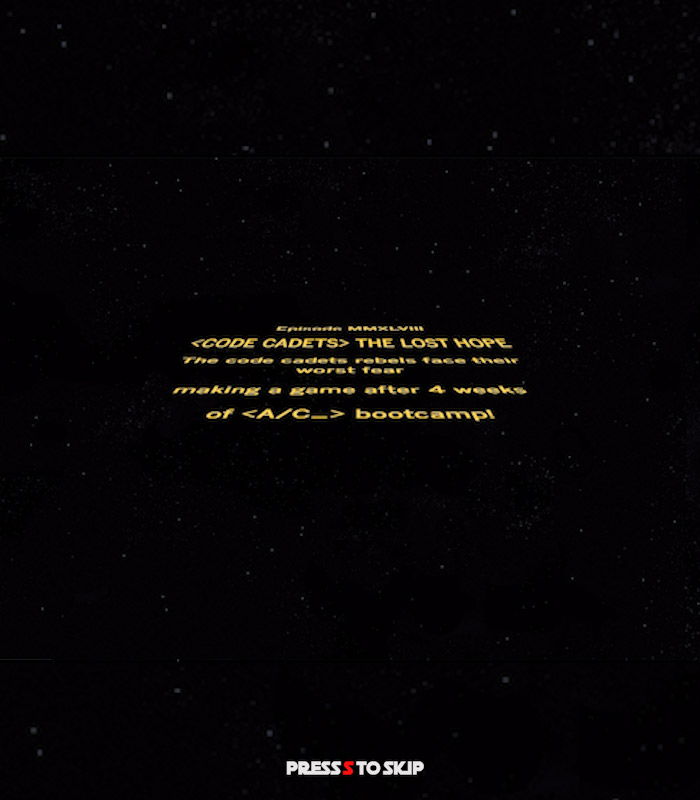 Episode MMXLVIII
<CODE CADETS> THE LOST HOPE
The code cadets rebels face their
worst fear
making a game after 4 weeks
of <A/C_> bootcamp!
PRESS S TO SKIP